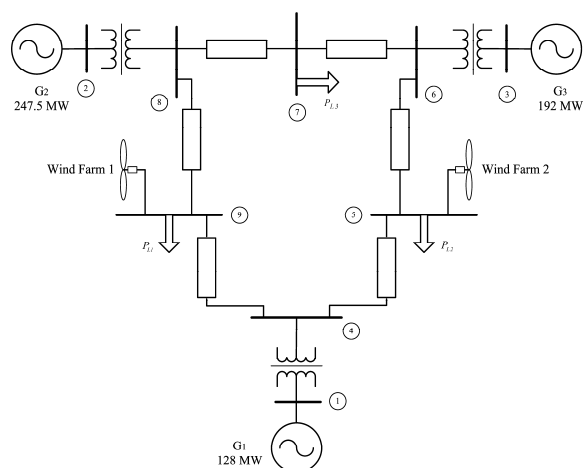 G2
247.5 MW
2
8
7
PL3
6
3
G3
192 MW
Wind Farm 1
Wind Farm 2
9
5
PL1
PL2
4
1
G1
128 MW